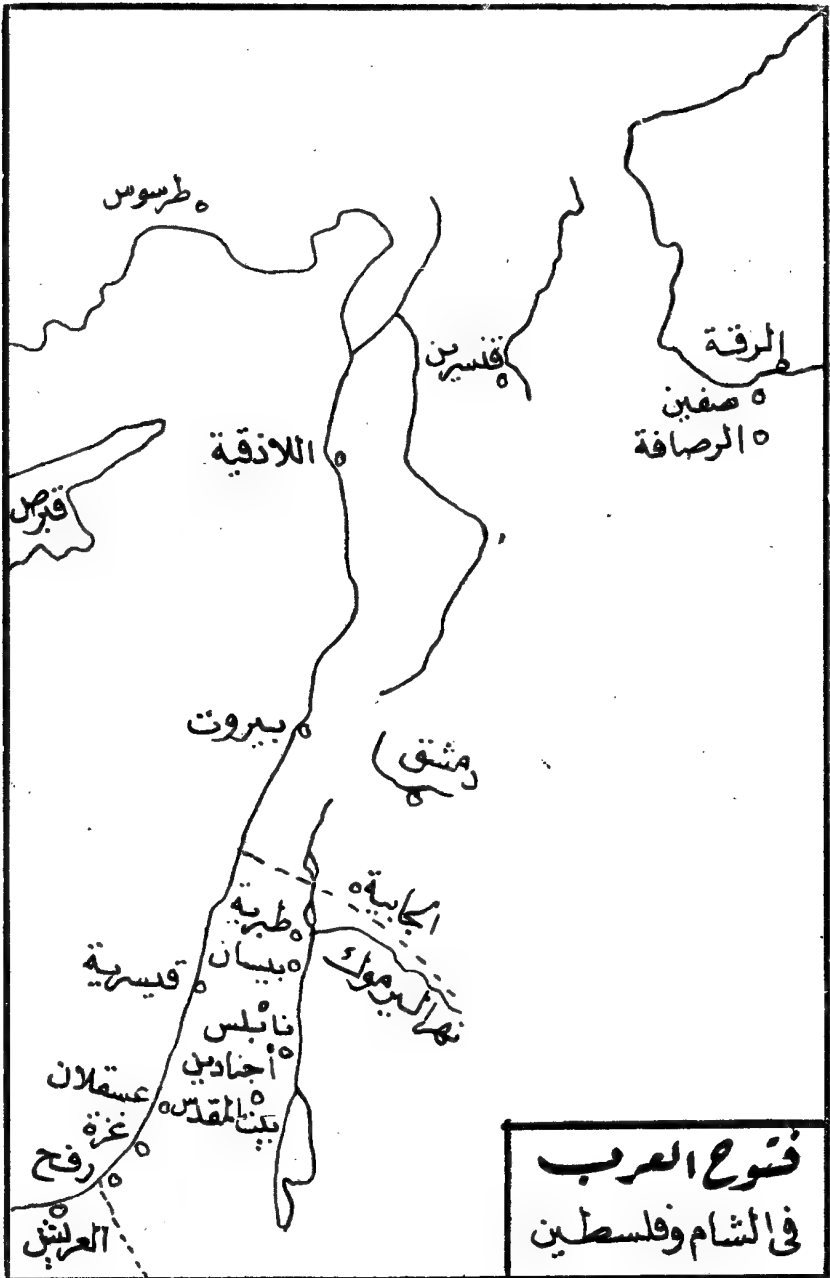 طرسوس
الرقة
قنسرين
صفين
الرصافة
اللاذقية
قبرص
بيروت
دمشق
الجابية
طبرية
بيسان
نهر اليرموك
قيسرية
نابلس
أجنادين
عسقلان
بيت المقدس
غزة
رفح
العريش
فتوح العرب
فى الشام وفلسطين